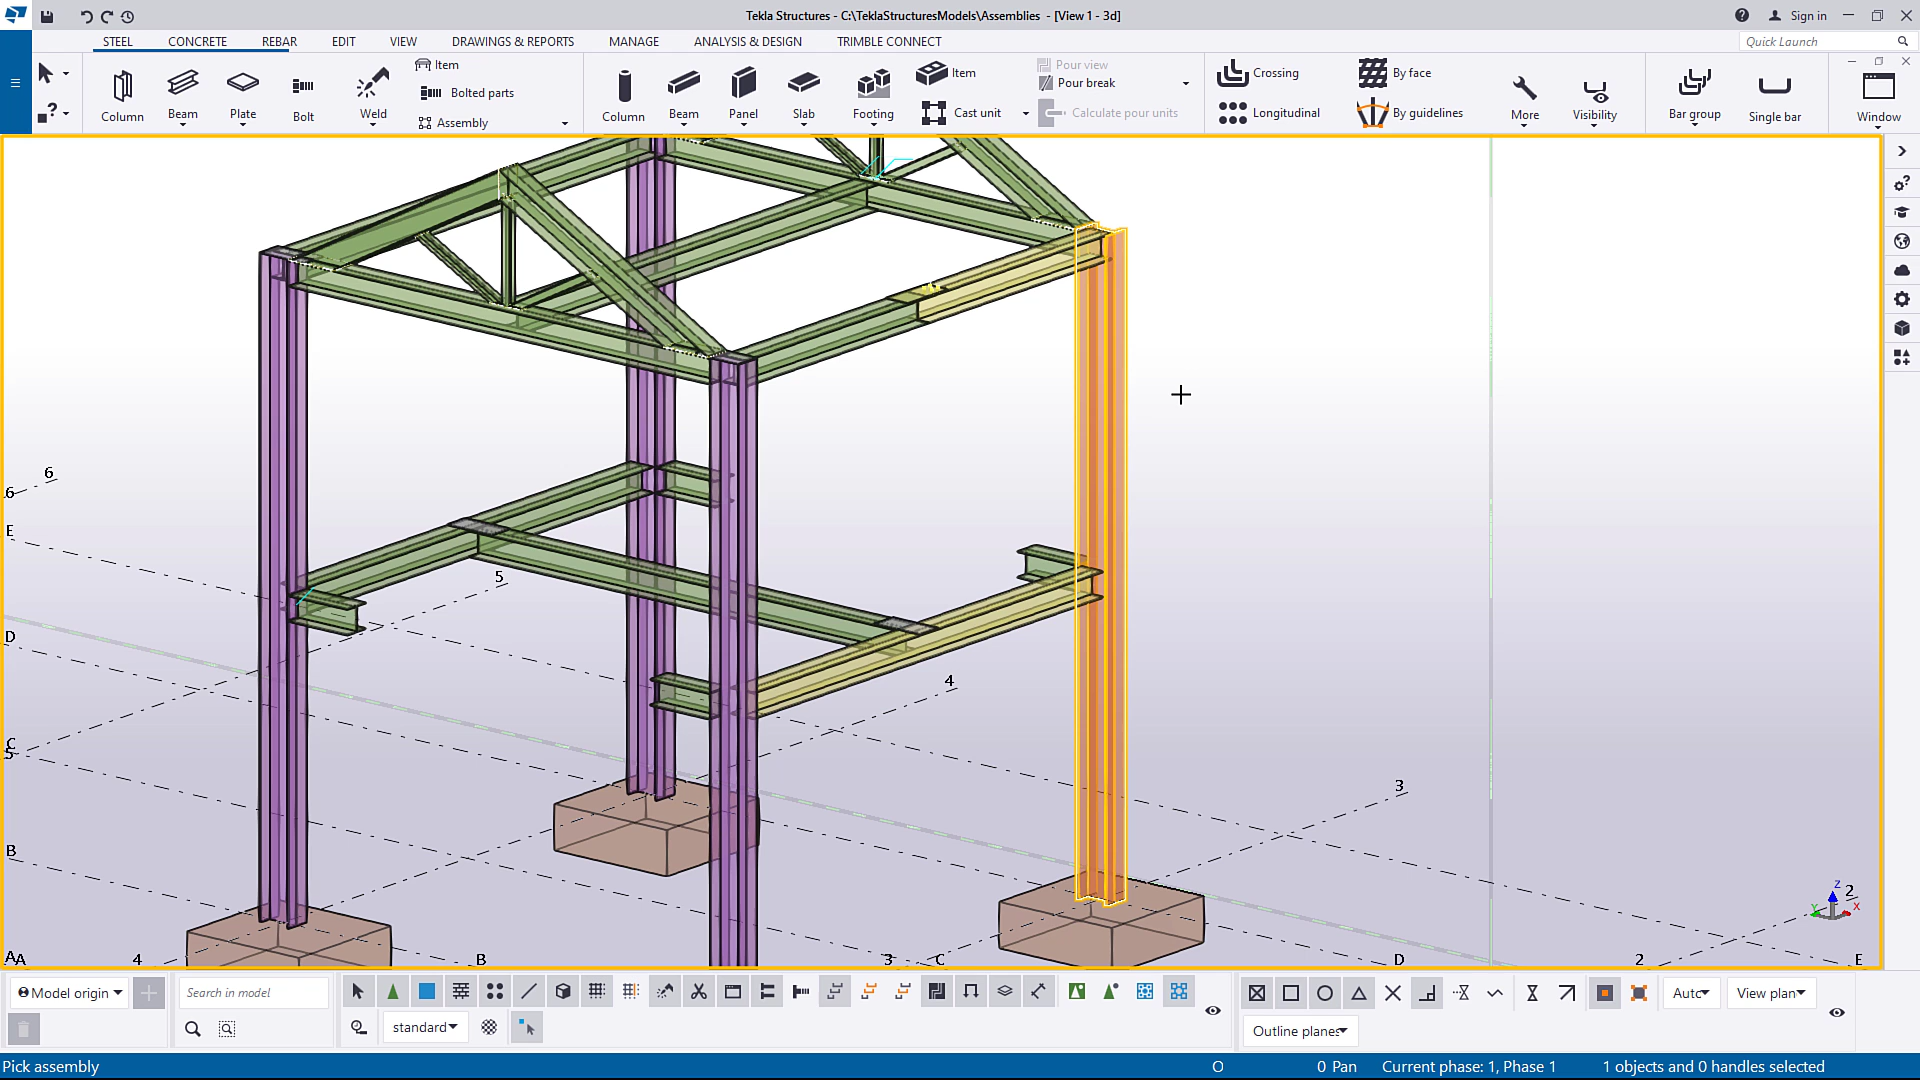 Tekla Structures - C:\TeklaStructuresModels\Assemblies - [View 1 - 3d]
Sign in
STEEL CONCRETE REBAR EDIT VIEW DRAWINGS & REPORTS MANAGE ANALYSIS & DESIGN TRIMBLE CONNECT
Quick Launch
Column Beam Plate Bolt Weld
Item
Bolted parts
Assembly
Column Beam Panel Slab Footing
Item
Cast unit
Pour view
Pour break
Calculate pour units
Crossing
Longitudinal
By face
By guidelines
More Visibility Bar group Single bar Window
6
6
E
5
D
4
C
5
3
B
Z
2
Y X
AA 4 B 3 C D 2 E
Model origin
Search in model
standard
Auto
View plan
Outline planes
Pick assembly
O
0 Pan
Current phase: 1, Phase 1
1 objects and 0 handles selected